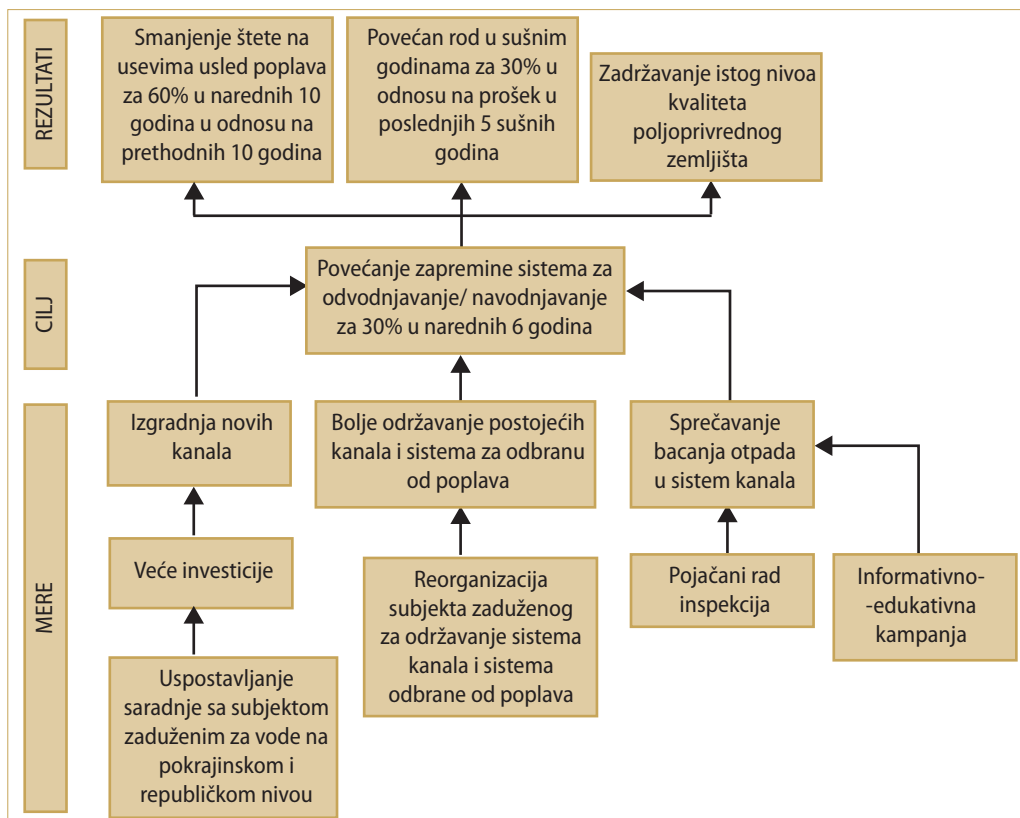 REZULTATI
Smanjenje štete na
usevima usled poplava
za 60% u narednih 10
godina u odnosu na
prethodnih 10 godina
Povećan rod u sušnim
godinama za 30% u
odnosu na prošek u
poslednjih 5 sušnih
godina
Zadržavanje istog nivoa
kvaliteta
poljoprivrednog
zemljišta
CILJ
Povećanje zapremine sistema za
odvodnjavanje/ navodnjavanje
za 30% u narednih 6 godina
MERE
Izgradnja novih
kanala
Bolje održavanje postojećih
kanala i sistema za odbranu
od poplava
Sprečavanje
bacanja otpada
u sistem kanala
Veće investicije
Reorganizacija
subjekta zaduženog
za održavanje sistema
kanala i sistema
odbrane od poplava
Pojačani rad
inspekcija
Informativno-
-edukativna
kampanja
Uspostavljanje
saradnje sa subjektom
zaduženim za vode na
pokrajinskom i
republičkom nivou